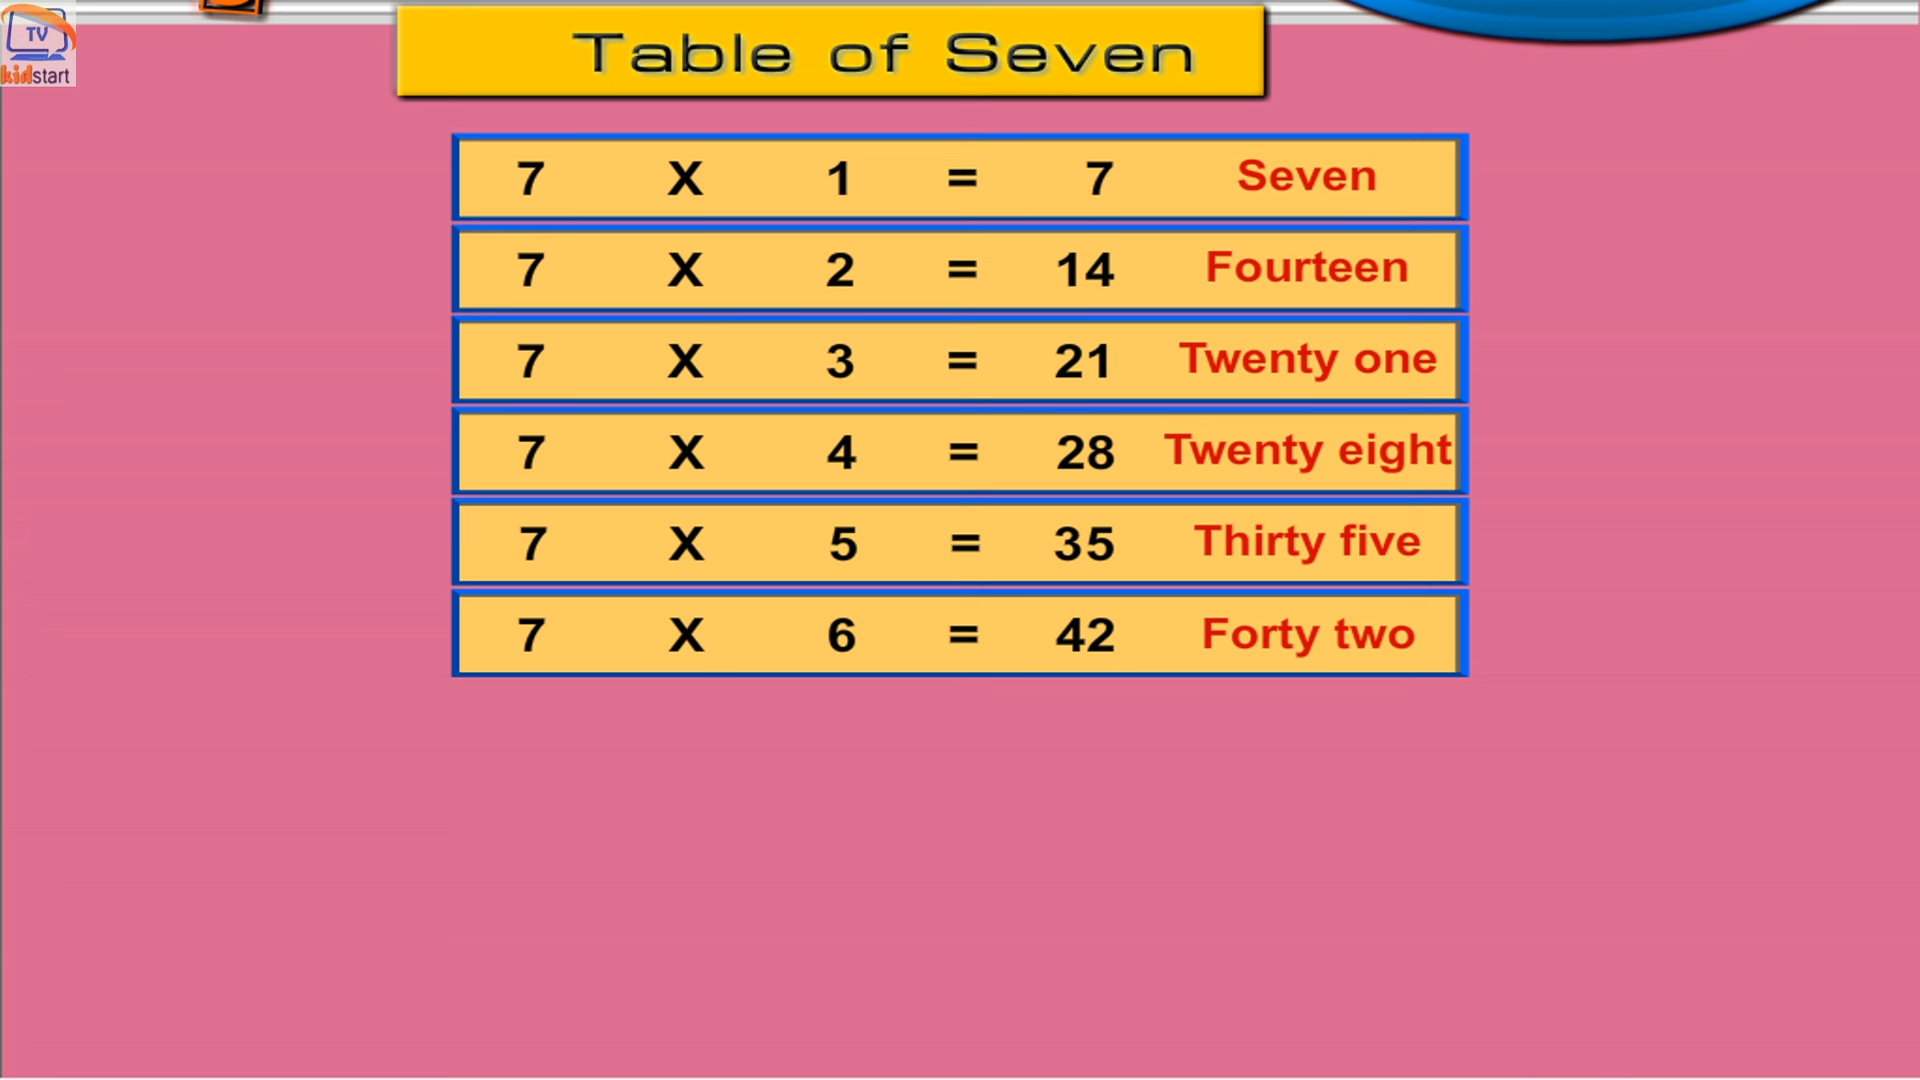 TV
kidstart
Table of Seven
7 X 1 = 7 Seven
7 X 2 = 14 Fourteen
7 X 3 = 21 Twenty one
7 X 4 = 28 Twenty eight
7 X 5 = 35 Thirty five
7 X 6 = 42 Forty two